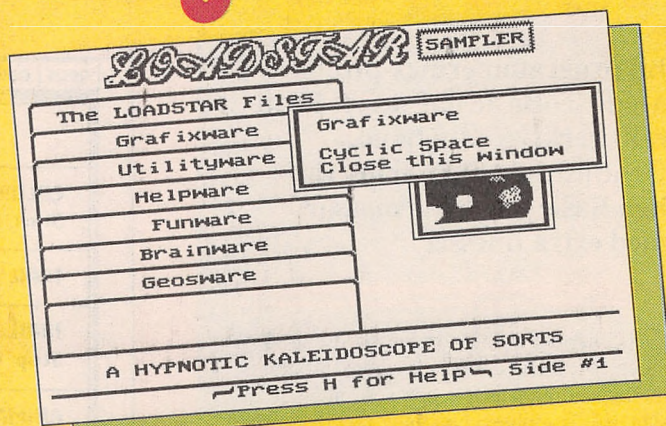 LOADSTAR SAMPLER
The LOADSTAR Files
Grafixware
Utilityware
Helpware
Funware
Brainware
Geosware
Grafixware
Cyclic Space
Close this Window
A HYPNOTIC KALEIDOSCOPE OF SORTS
Press H for Help Side #1